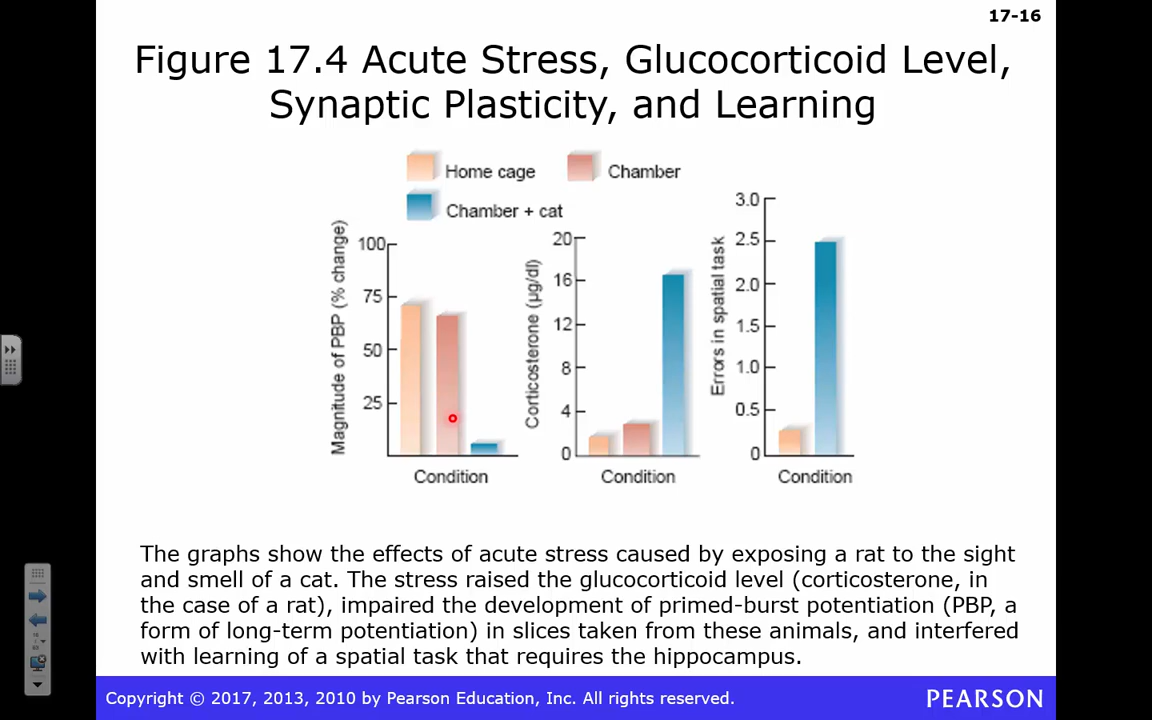 17-16
Figure 17.4 Acute Stress, Glucocorticoid Level,
Synaptic Plasticity, and Learning
Home cage
Chamber
Chamber + cat
Magnitude of PBP (% change)
100
75
50
25
Condition
Corticosterone (µg/dl)
20
16
12
8
4
0
Condition
Errors in spatial task
3.0
2.5
2.0
1.5
1.0
0.5
0
Condition
The graphs show the effects of acute stress caused by exposing a rat to the sight
and smell of a cat. The stress raised the glucocorticoid level (corticosterone, in
the case of a rat), impaired the development of primed-burst potentiation (PBP, a
form of long-term potentiation) in slices taken from these animals, and interfered
with learning of a spatial task that requires the hippocampus.
Copyright © 2017, 2013, 2010 by Pearson Education, Inc. All rights reserved.
PEARSON